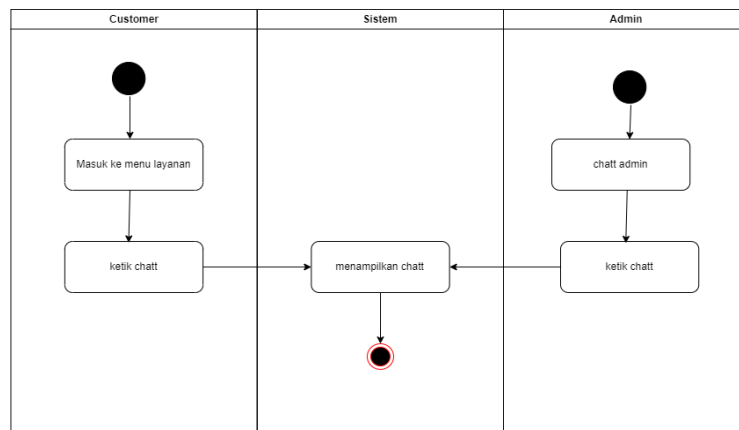 Customer
Sistem
Admin
Masuk ke menu layanan
chatt admin
ketik chatt
menampilkan chatt
ketik chatt